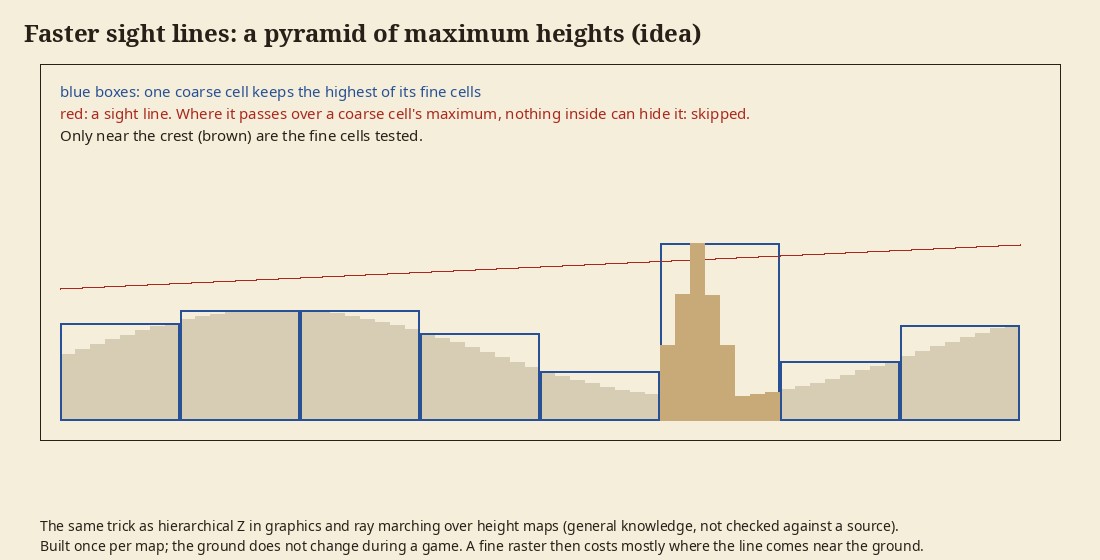 Faster sight lines: a pyramid of maximum heights (idea)
blue boxes: one coarse cell keeps the highest of its fine cells
red: a sight line. Where it passes over a coarse cell's maximum, nothing inside can hide it: skipped.
Only near the crest (brown) are the fine cells tested.
The same trick as hierarchical Z in graphics and ray marching over height maps (general knowledge, not checked against a source).
Built once per map; the ground does not change during a game. A fine raster then costs mostly where the line comes near the ground.